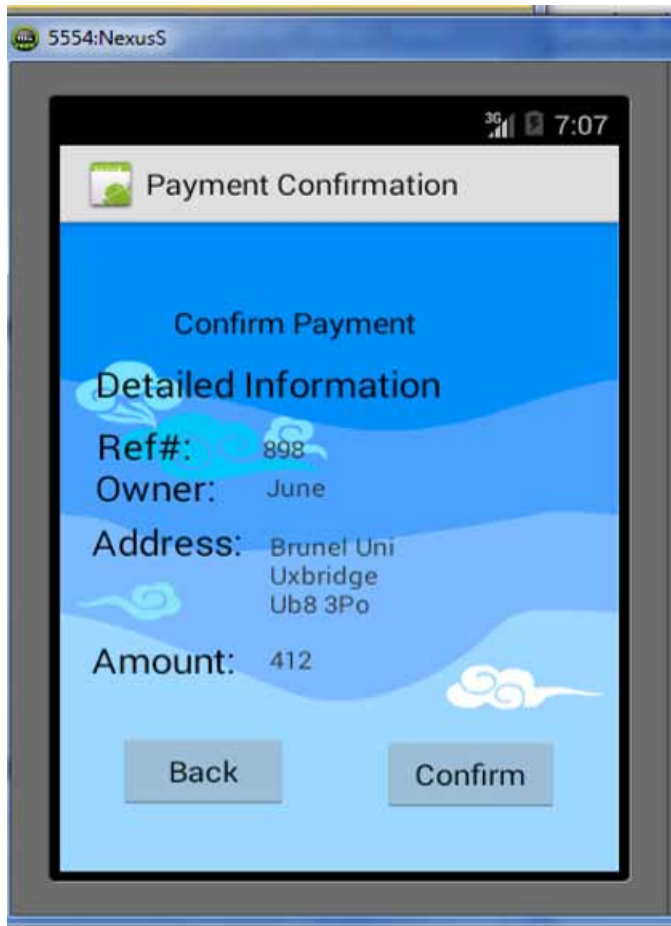 5554:NexusS
3G 7:07
Payment Confirmation
Confirm Payment
Detailed Information
Ref#: 898
Owner: June
Address: Brunel Uni
Uxbridge
Ub8 3Po
Amount: 412
Back Confirm